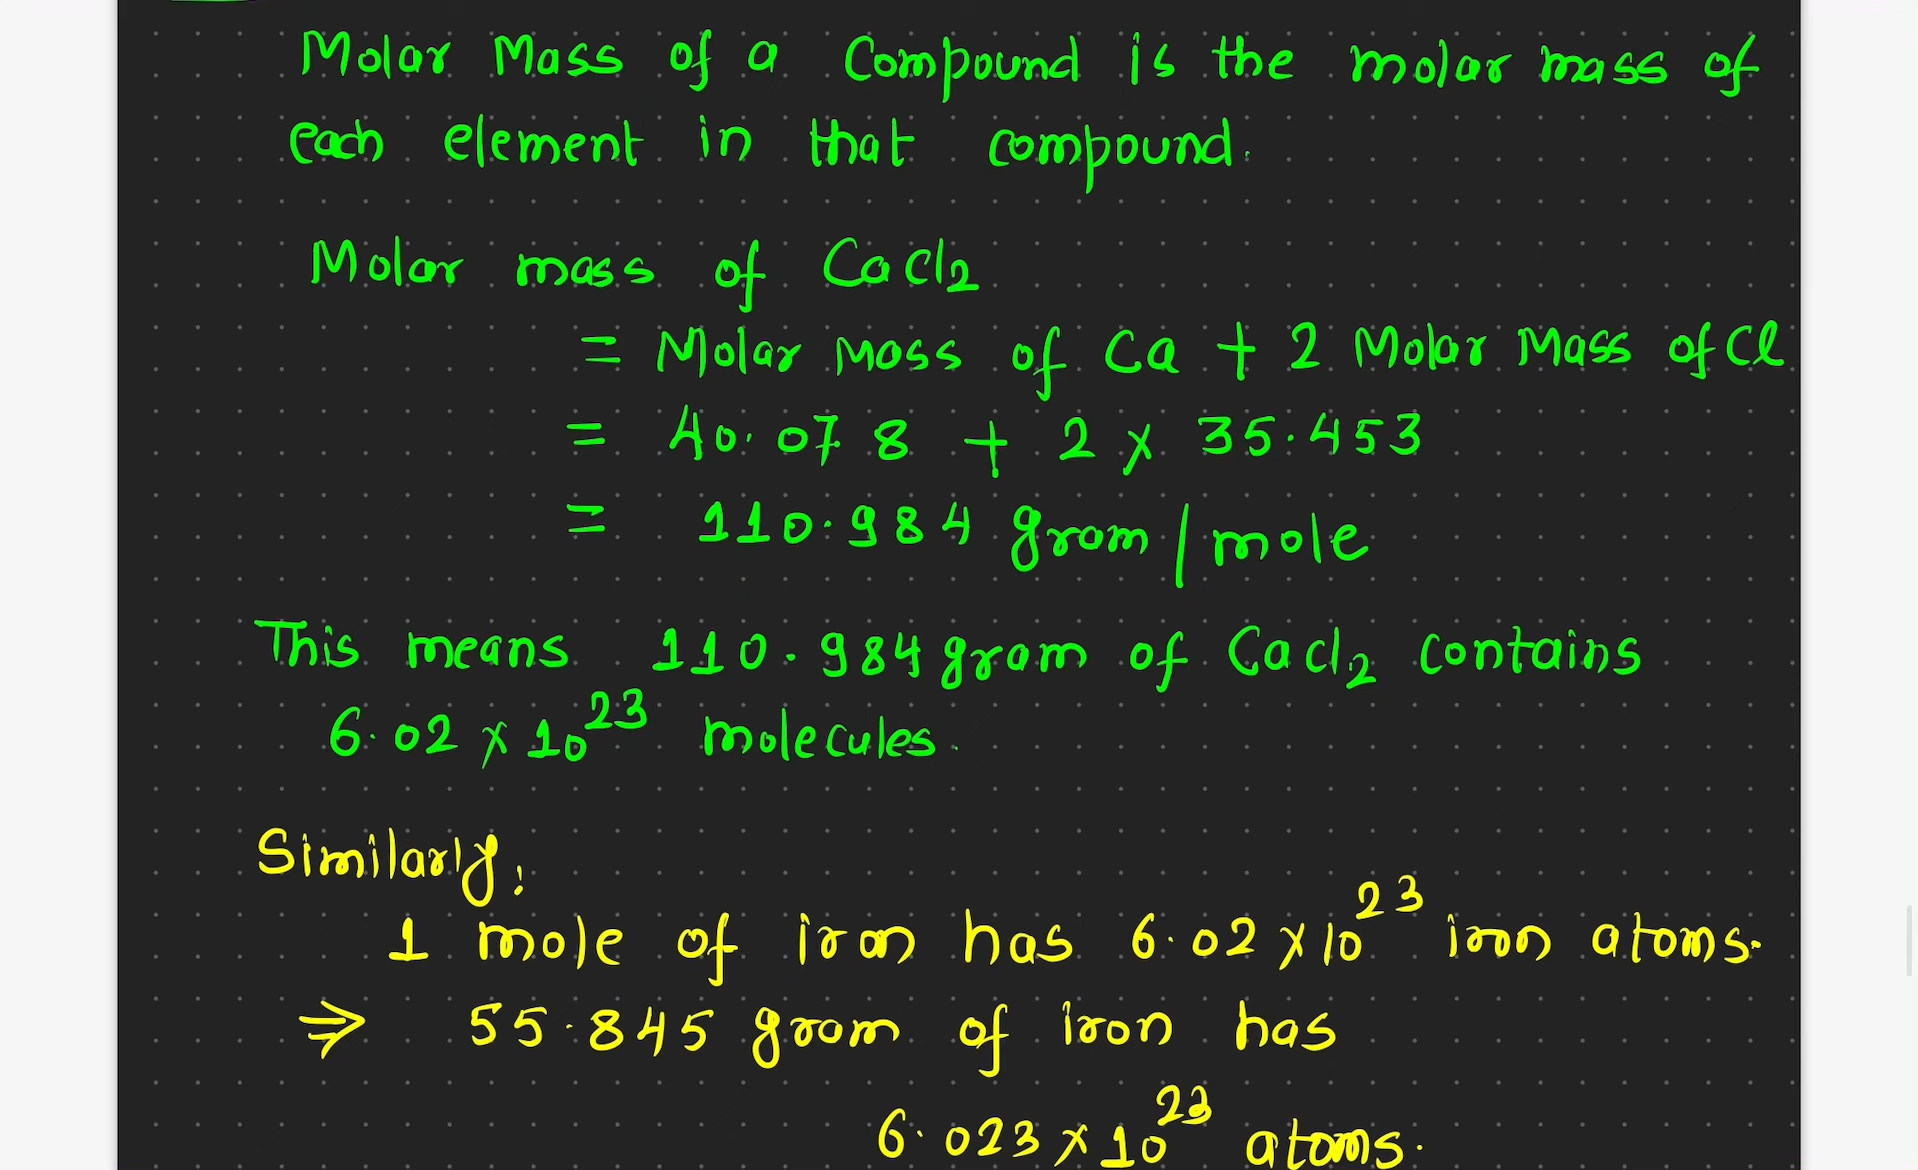 Molar Mass of a Compound is the molar mass of
each element in that compound.
Molar mass of CaCl2
= Molar Mass of Ca + 2 Molar Mass of Cl
= 40.078 + 2 x 35.453
= 110.984 gram/mole
This means 110.984 gram of CaCl2 contains
6.02 x 10^23 molecules.
Similarly,
1 mole of iron has 6.02 x 10^23 iron atoms.
⇒ 55.845 gram of iron has
6.023 x 10^23 atoms.